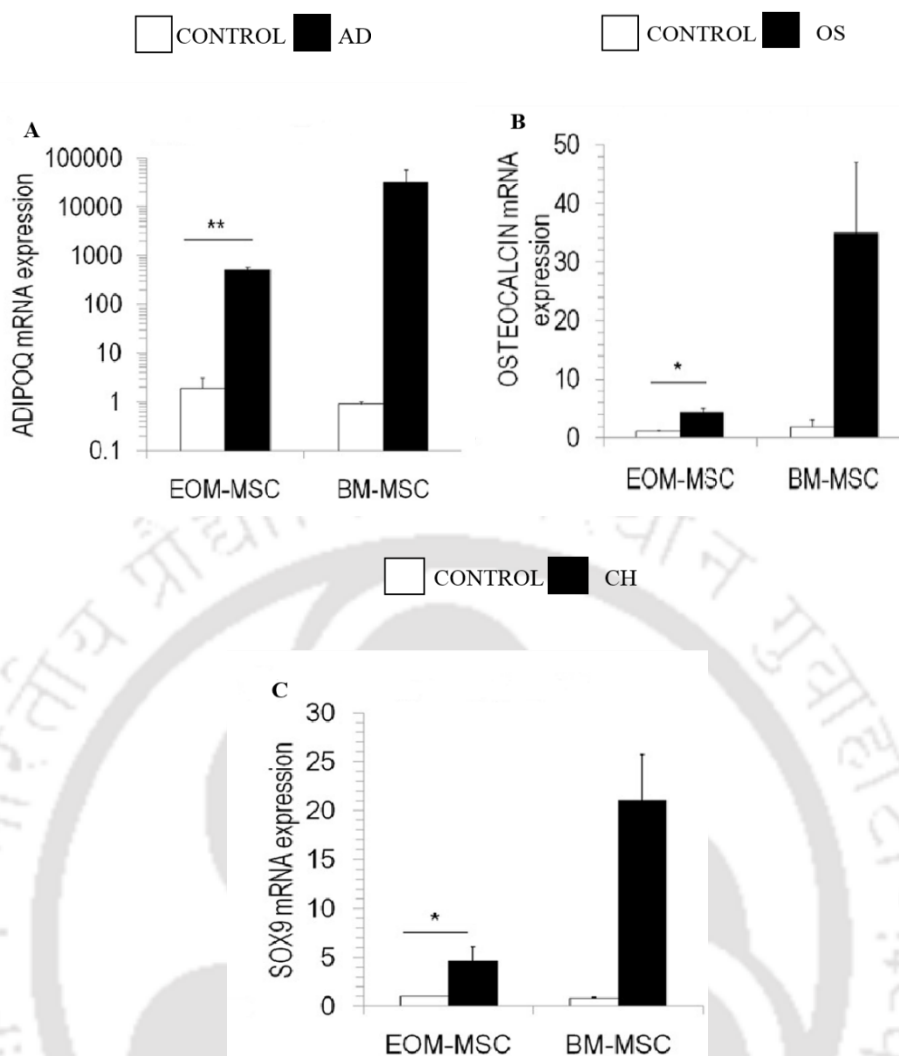 CONTROL AD
CONTROL OS
A
ADIPOQ mRNA expression
100000
10000
1000
100
10
1
0.1
**
EOM-MSC BM-MSC
B
OSTEOCALCIN mRNA
expression
50
40
30
20
10
0
*
EOM-MSC BM-MSC
CONTROL CH
C
SOX9 mRNA expression
30
25
20
15
10
5
0
*
EOM-MSC BM-MSC